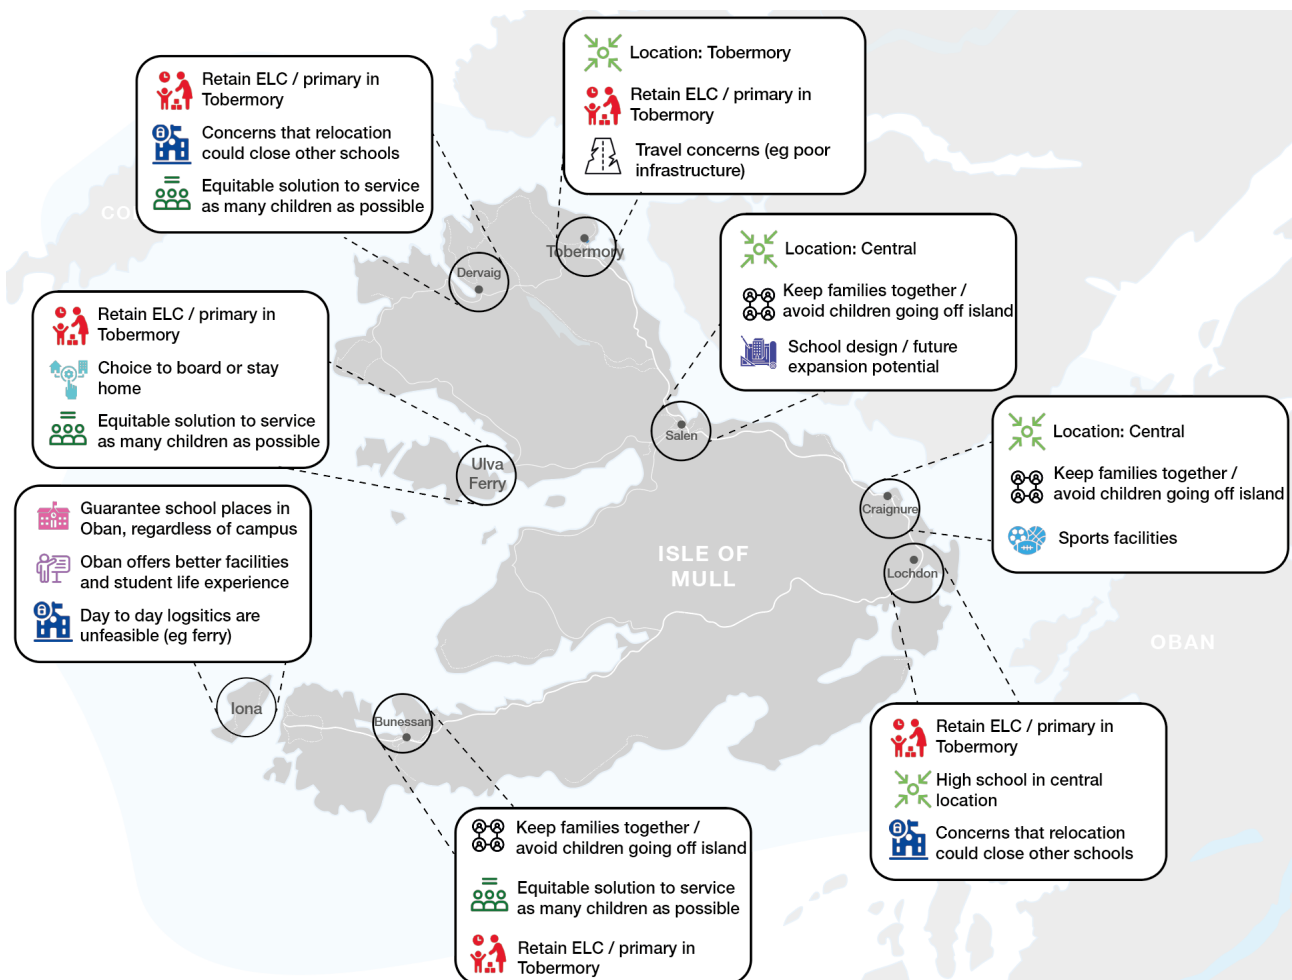 Retain ELC / primary in
Tobermory
Concerns that relocation
could close other schools
Equitable solution to service
as many children as possible
Location: Tobermory
Retain ELC / primary in
Tobermory
Travel concerns (eg poor
infrastructure)
Location: Central
Keep families together /
avoid children going off island
School design / future
expansion potential
Retain ELC / primary in
Tobermory
Choice to board or stay
home
Equitable solution to service
as many children as possible
Location: Central
Keep families together /
avoid children going off island
Sports facilities
Guarantee school places in
Oban, regardless of campus
Oban offers better facilities
and student life experience
Day to day logsitics are
unfeasible (eg ferry)
Retain ELC / primary in
Tobermory
High school in central
location
Concerns that relocation
could close other schools
Keep families together /
avoid children going off island
Equitable solution to service
as many children as possible
Retain ELC / primary in
Tobermory
Tobermory
Dervaig
Salen
Ulva
Ferry
Craignure
Lochdon
ISLE OF
MULL
OBAN
Iona
Bunessan